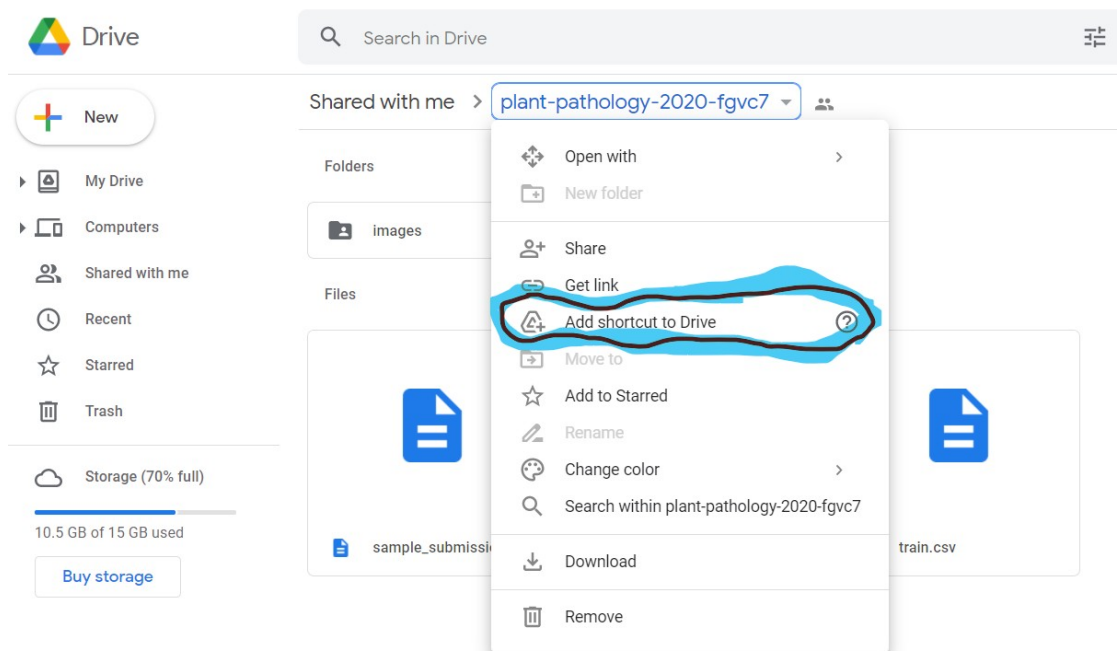 Drive
Search in Drive
New
My Drive
Computers
Shared with me
Recent
Starred
Trash
Storage (70% full)
10.5 GB of 15 GB used
Buy storage
Shared with me > plant-pathology-2020-fgvc7
Folders
images
Files
sample_submissi
train.csv
Open with
New folder
Share
Get link
Add shortcut to Drive
Move to
Add to Starred
Rename
Change color
Search within plant-pathology-2020-fgvc7
Download
Remove